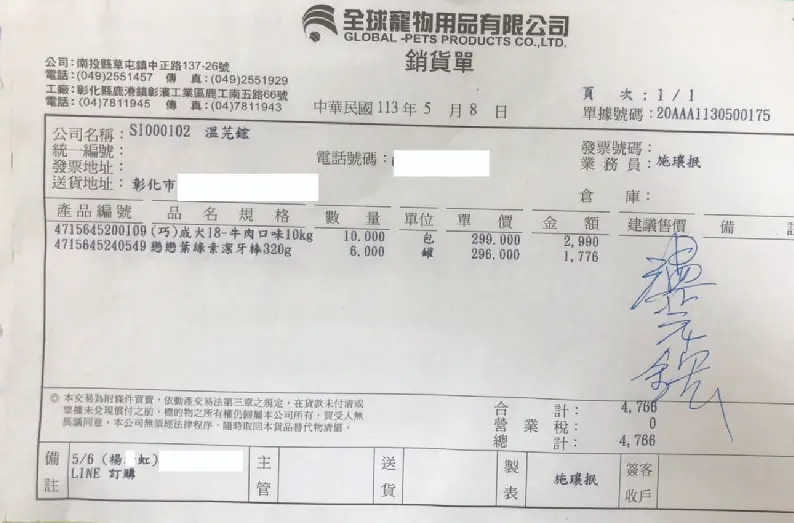 全球寵物用品有限公司
GLOBAL -PETS PRODUCTS CO.,LTD.
銷貨單
公司:南投縣草屯鎮中正路137-26號
電話:(049)2551457 傳 真:(049)2551929
工廠:彰化縣鹿港鎮彰濱工業區鹿工南五路66號
電話:(04)7811945 傳 真:(04)7811943
中華民國 113 年 5 月 8 日
頁 次: 1 / 1
單據號碼: 20AAA1130500175
公司名稱: S1000102 溫芫鋐
統一編號:
發票地址:
送貨地址: 彰化市
電話號碼:
發票號碼:
業 務 員: 施瓖抿
倉 庫:
產品編號 品 名 規 格 數 量 單位 單 價 金 額 建議售價 備 註
4715645200109 (巧)成犬18-牛肉口味10kg 10.000 包 299.000 2,990
4715645240549 戀戀葉綠素潔牙棒320g 6.000 罐 296.000 1,776
◎ 本交易為附條件買賣,依動產交易法第三章之規定,在貨款未付清或
票據未兌現償付之前,標的物之所有權仍歸屬本公司所有,買受人無
異議同意。本公司無須經法律程序,隨時取回本貨品替代物清償。
合 計: 4,766
營 業 稅: 0
總 計: 4,766
備註 5/6 (楊 虹)
LINE 訂購
主管
送貨
製表 施瓖抿
簽客收戶